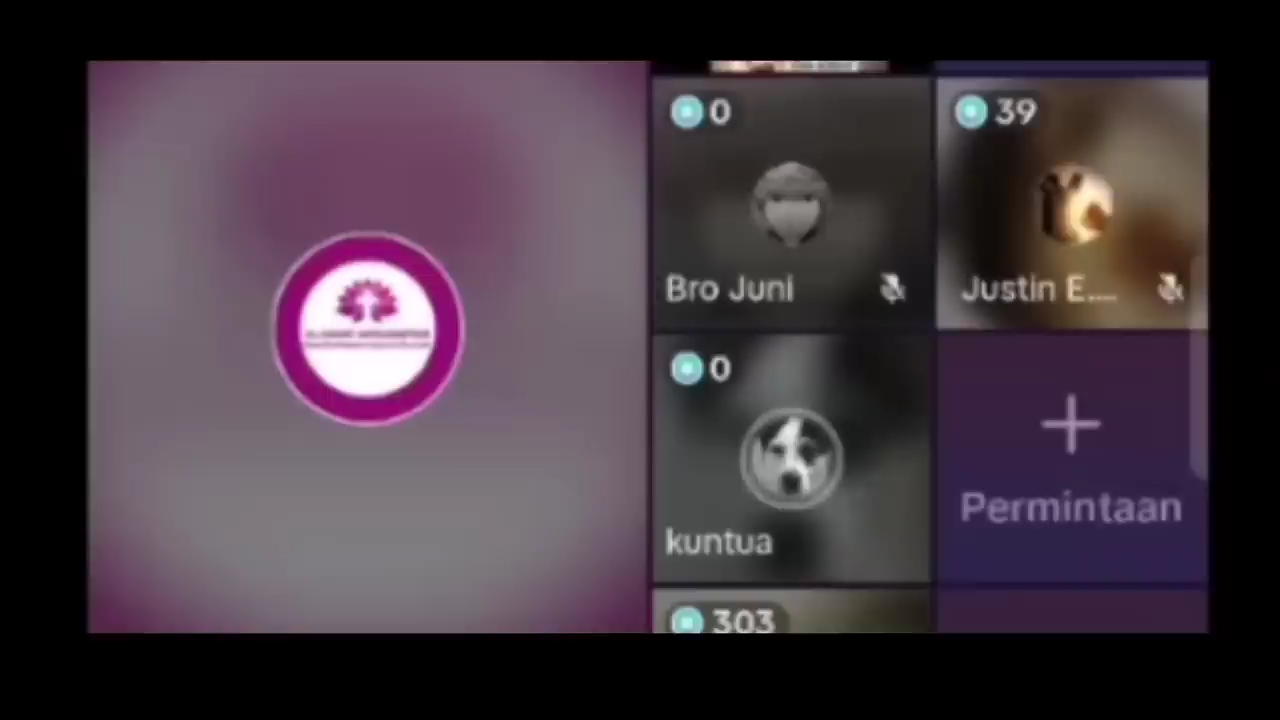 0
39
Bro Juni
Justin E....
0
kuntua
Permintaan
303